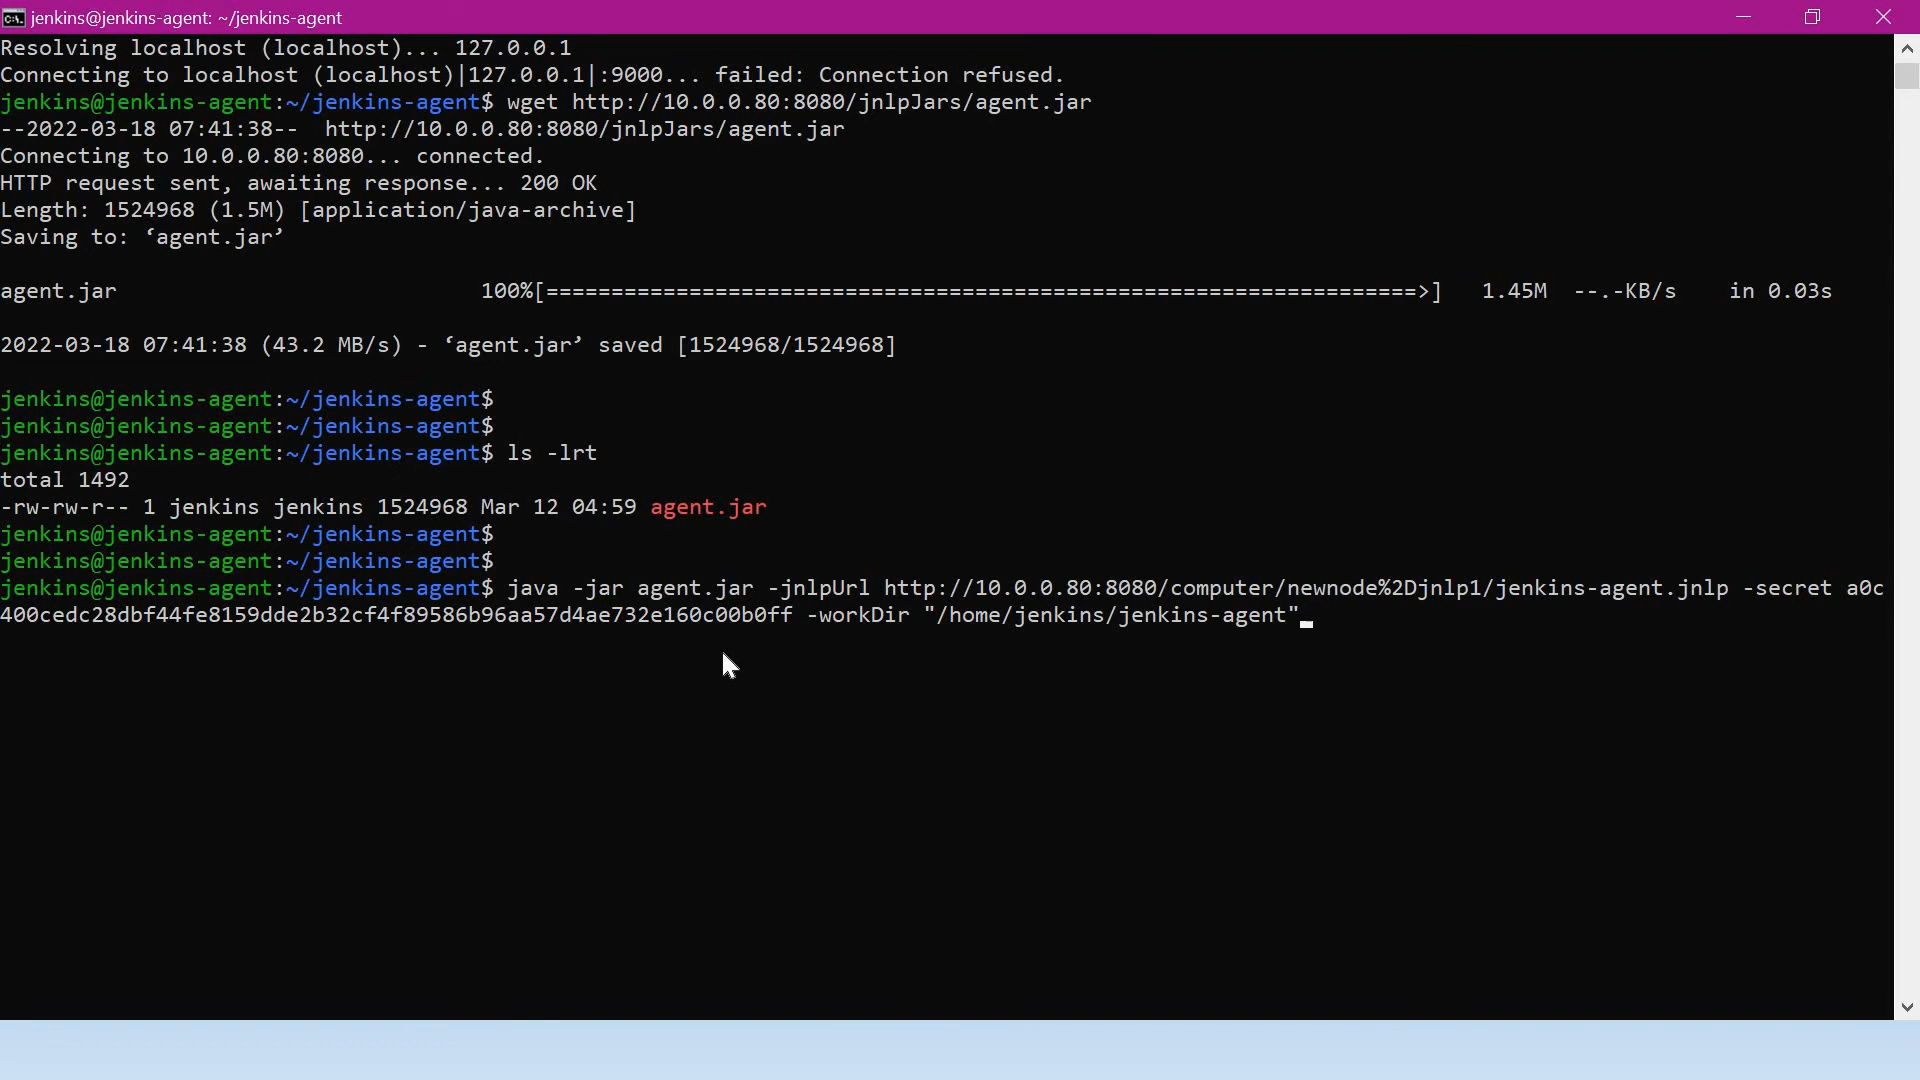 jenkins@jenkins-agent: ~/jenkins-agent
Resolving localhost (localhost)... 127.0.0.1
Connecting to localhost (localhost)|127.0.0.1|:9000... failed: Connection refused.
jenkins@jenkins-agent:~/jenkins-agent$ wget http://10.0.0.80:8080/jnlpJars/agent.jar
--2022-03-18 07:41:38--  http://10.0.0.80:8080/jnlpJars/agent.jar
Connecting to 10.0.0.80:8080... connected.
HTTP request sent, awaiting response... 200 OK
Length: 1524968 (1.5M) [application/java-archive]
Saving to: ‘agent.jar’
agent.jar 100%[===================================================================>] 1.45M --.-KB/s in 0.03s
2022-03-18 07:41:38 (43.2 MB/s) - ‘agent.jar’ saved [1524968/1524968]
jenkins@jenkins-agent:~/jenkins-agent$
jenkins@jenkins-agent:~/jenkins-agent$
jenkins@jenkins-agent:~/jenkins-agent$ ls -lrt
total 1492
-rw-rw-r-- 1 jenkins jenkins 1524968 Mar 12 04:59 agent.jar
jenkins@jenkins-agent:~/jenkins-agent$
jenkins@jenkins-agent:~/jenkins-agent$
jenkins@jenkins-agent:~/jenkins-agent$ java -jar agent.jar -jnlpUrl http://10.0.0.80:8080/computer/newnode%2Djnlp1/jenkins-agent.jnlp -secret a0c
400cedc28dbf44fe8159dde2b32cf4f89586b96aa57d4ae732e160c00b0ff -workDir "/home/jenkins/jenkins-agent"